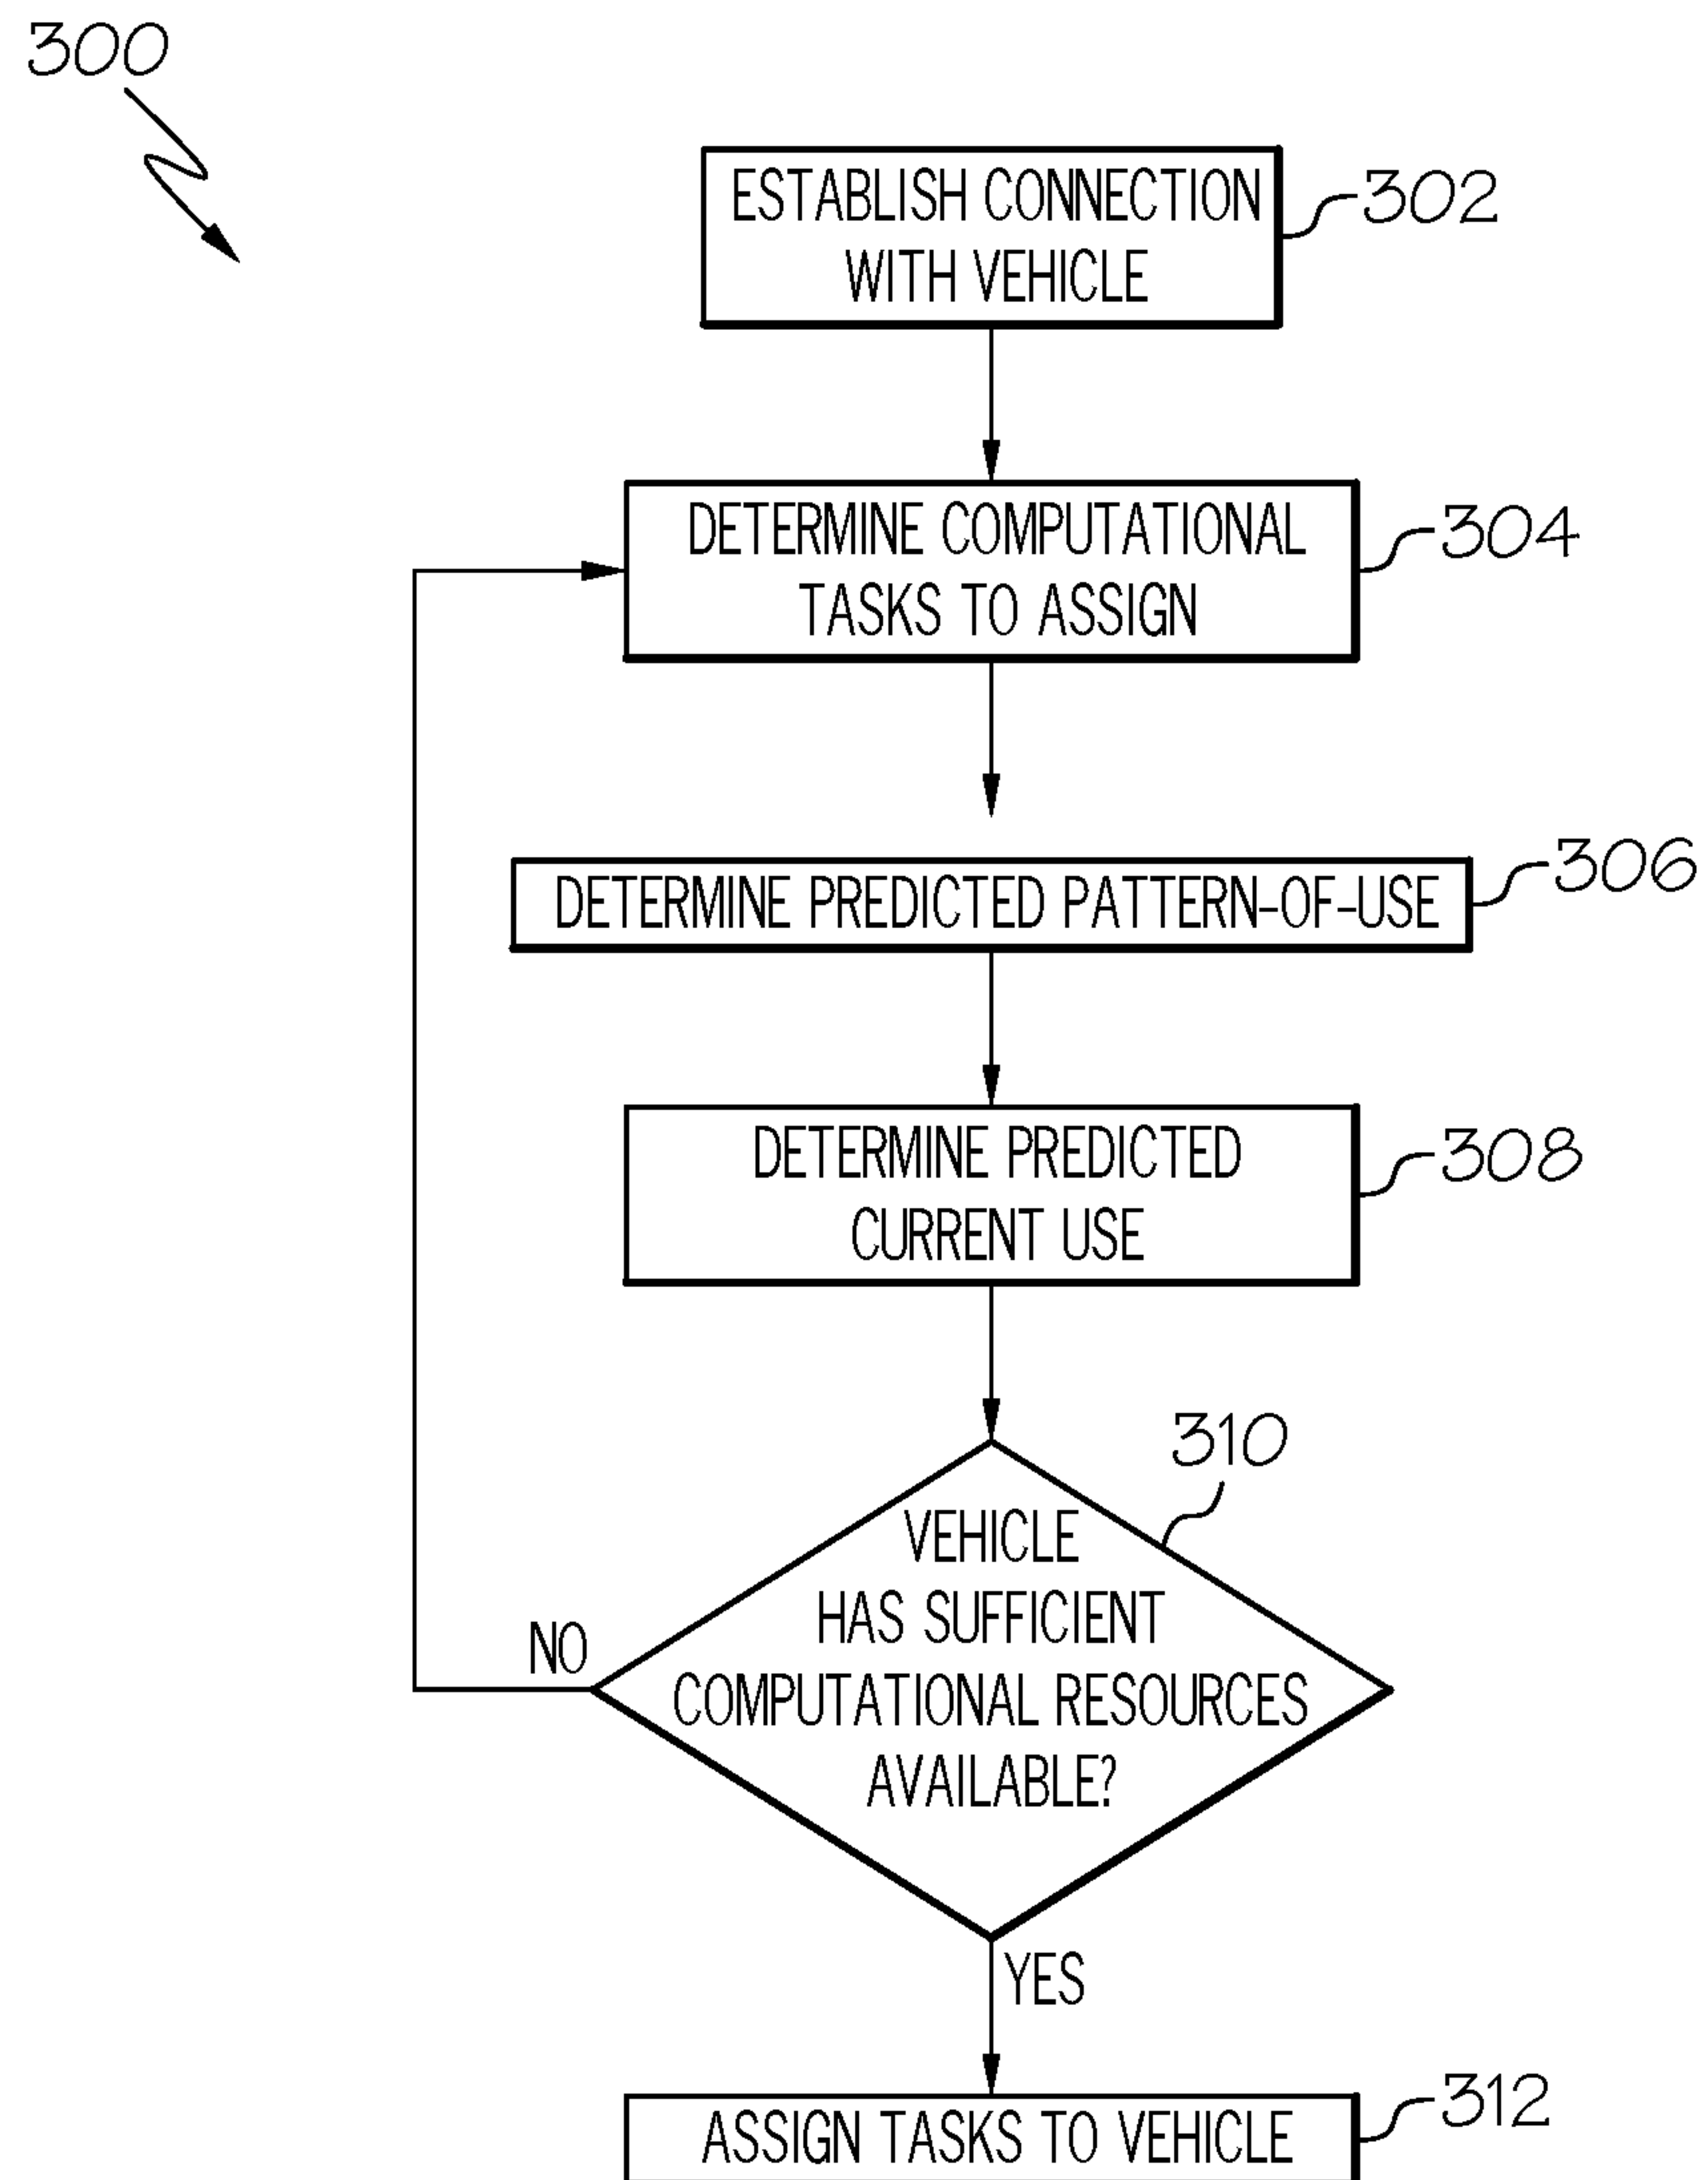 300
ESTABLISH CONNECTION
WITH VEHICLE
302
DETERMINE COMPUTATIONAL
TASKS TO ASSIGN
304
DETERMINE PREDICTED PATTERN-OF-USE
306
DETERMINE PREDICTED
CURRENT USE
308
310
VEHICLE
HAS SUFFICIENT
COMPUTATIONAL RESOURCES
AVAILABLE?
NO
YES
ASSIGN TASKS TO VEHICLE
312